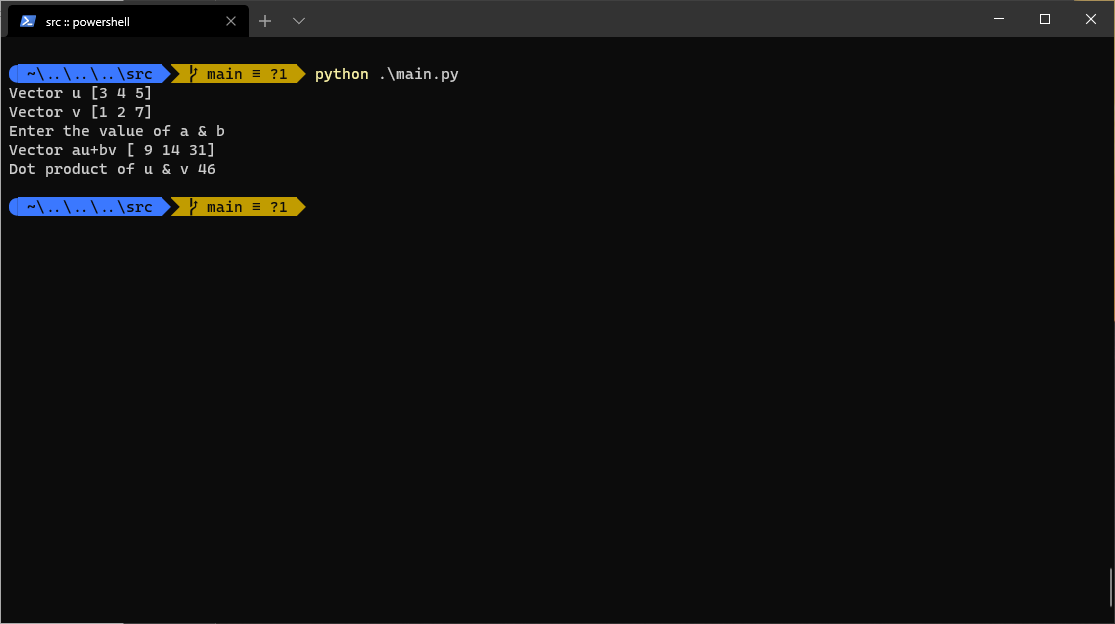 src :: powershell
~\..\..\..\src main ≡ ?1 python .\main.py
Vector u [3 4 5]
Vector v [1 2 7]
Enter the value of a & b
Vector au+bv [ 9 14 31]
Dot product of u & v 46
~\..\..\..\src main ≡ ?1